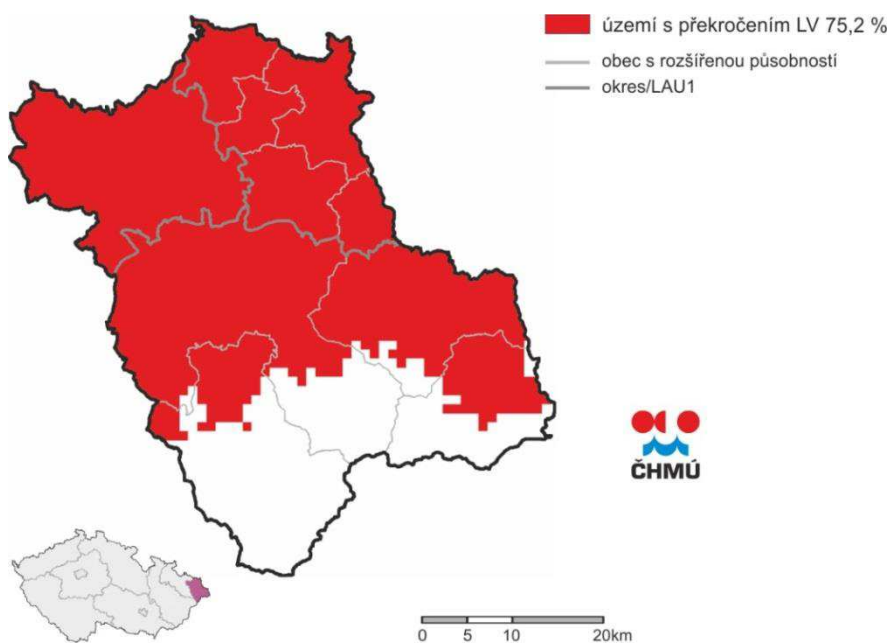 území s překročením LV 75,2 %
obec s rozšířenou působností
okres/LAU1
ČHMÚ
0 5 10 20km